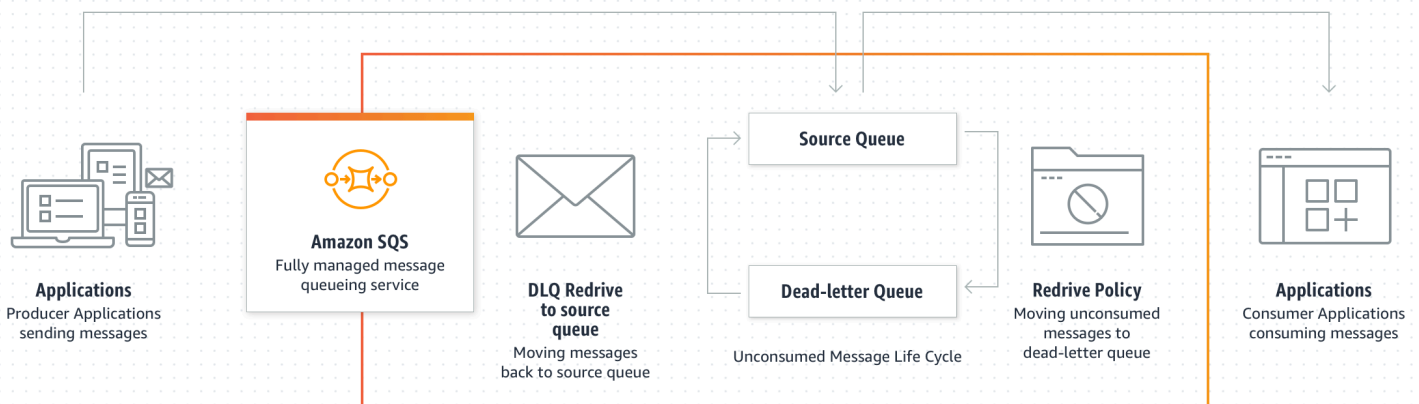 Applications
Producer Applications
sending messages
Amazon SQS
Fully managed message
queueing service
DLQ Redrive
to source
queue
Moving messages
back to source queue
Source Queue
Dead-letter Queue
Unconsumed Message Life Cycle
Redrive Policy
Moving unconsumed
messages to
dead-letter queue
Applications
Consumer Applications
consuming messages